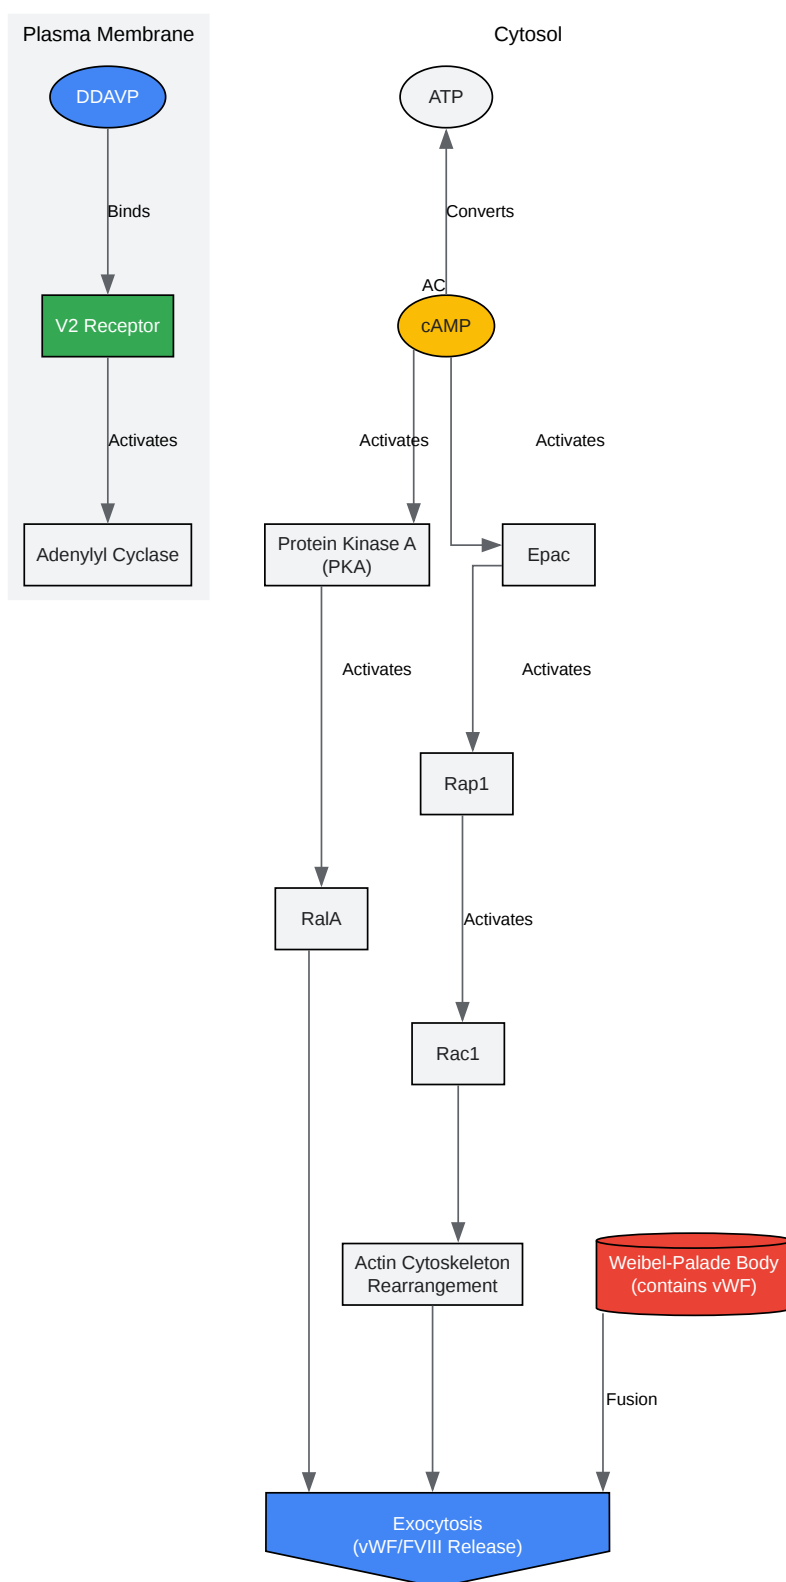 Plasma Membrane
Cytosol
DDAVP
ATP
Binds
Converts
AC
V2 Receptor
cAMP
Activates
Activates
Activates
Adenylyl Cyclase
Protein Kinase A
(PKA)
Epac
Activates
Activates
Rap1
RalA
Activates
Rac1
Actin Cytoskeleton
Rearrangement
Weibel-Palade Body
(contains vWF)
Fusion
Exocytosis
(vWF/FVIII Release)